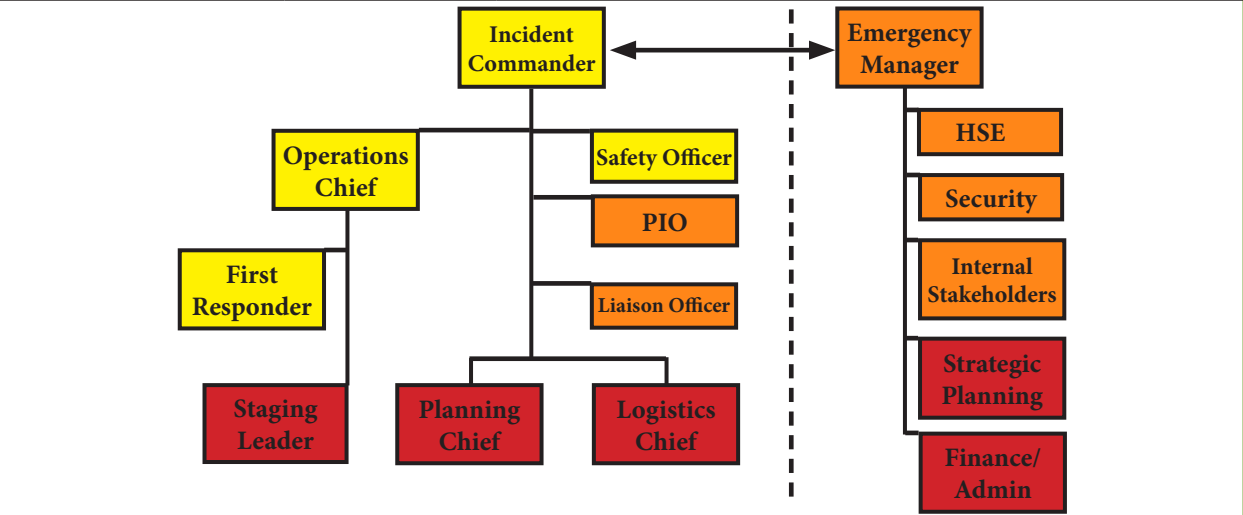 Incident
Commander
Emergency
Manager
Operations
Chief
Safety Officer
PIO
Liaison Officer
First
Responder
Staging
Leader
Planning
Chief
Logistics
Chief
HSE
Security
Internal
Stakeholders
Strategic
Planning
Finance/
Admin